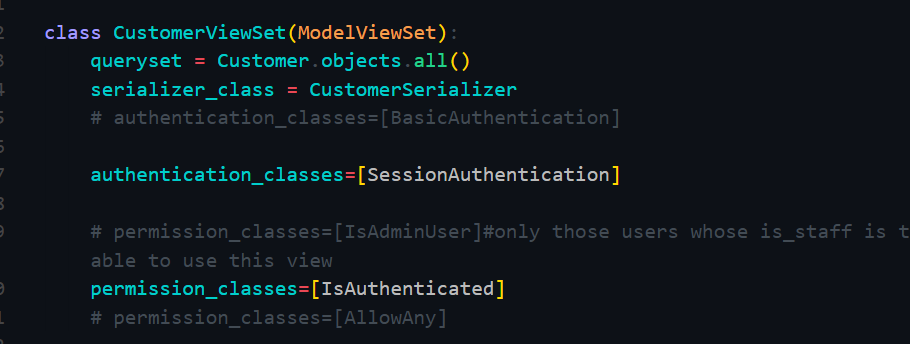 class CustomerViewSet(ModelViewSet):
queryset = Customer.objects.all()
serializer_class = CustomerSerializer
# authentication_classes=[BasicAuthentication]
authentication_classes=[SessionAuthentication]
# permission_classes=[IsAdminUser]#only those users whose is_staff is
able to use this view
permission_classes=[IsAuthenticated]
# permission_classes=[AllowAny]